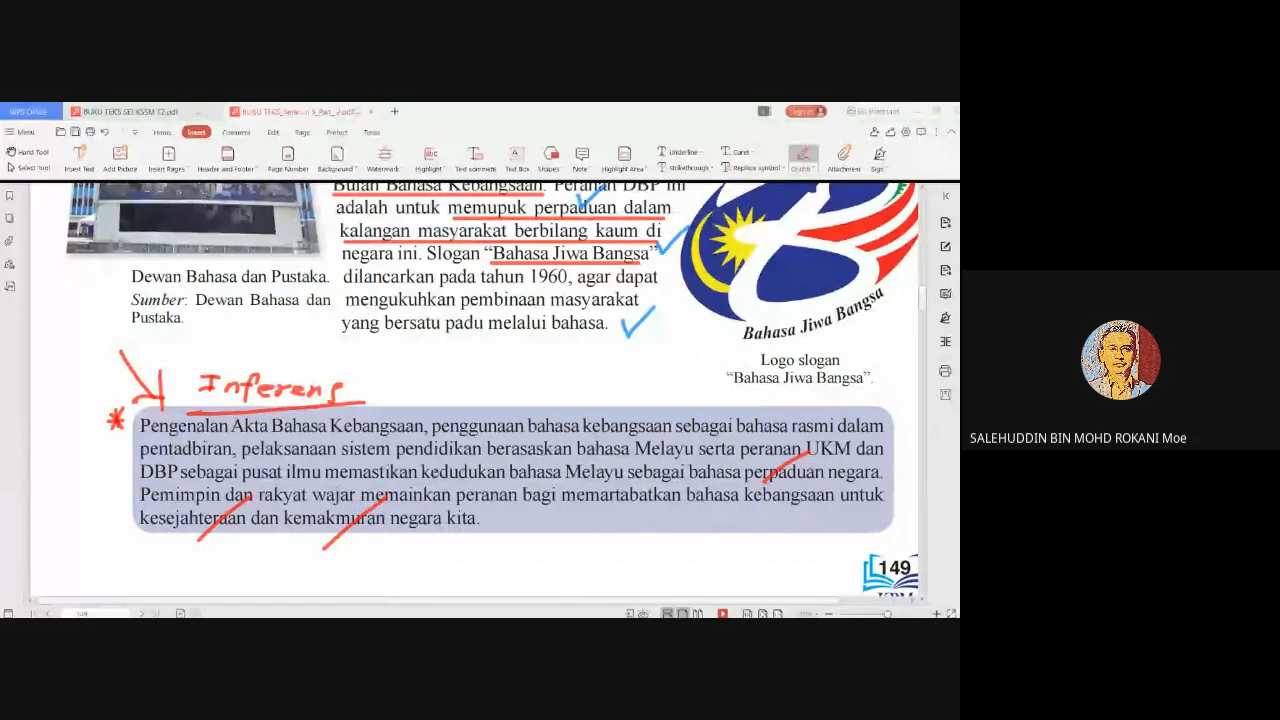 WPS Office
BUKU TEKS SEJ KSSM T2.pdf
Menu
Home
Insert
Comment
Edit
Page
Protect
Tools
Hand Tool
Select Tool
Insert Text
Add Picture
Insert Pages
Header and Footer
Page Number
Background
Watermark
Highlight
Text comment
Text Box
Shapes
Note
Highlight Area
Underline
Strikethrough
Caret
Replace symbol
Attachment
Sign
Bulan Bahasa Kebangsaan. Peranan DBP ini
adalah untuk memupuk perpaduan dalam
kalangan masyarakat berbilang kaum di
negara ini. Slogan “Bahasa Jiwa Bangsa”
dilancarkan pada tahun 1960, agar dapat
mengukuhkan pembinaan masyarakat
yang bersatu padu melalui bahasa.
Dewan Bahasa dan Pustaka.
Sumber: Dewan Bahasa dan
Pustaka.
Bahasa Jiwa Bangsa
Logo slogan
“Bahasa Jiwa Bangsa”.
Inferens
* Pengenalan Akta Bahasa Kebangsaan, penggunaan bahasa kebangsaan sebagai bahasa rasmi dalam
pentadbiran, pelaksanaan sistem pendidikan berasaskan bahasa Melayu serta peranan UKM dan
DBP sebagai pusat ilmu memastikan kedudukan bahasa Melayu sebagai bahasa perpaduan negara.
Pemimpin dan rakyat wajar memainkan peranan bagi memartabatkan bahasa kebangsaan untuk
kesejahteraan dan kemakmuran negara kita.
149
SALEHUDDIN BIN MOHD ROKANI Moe